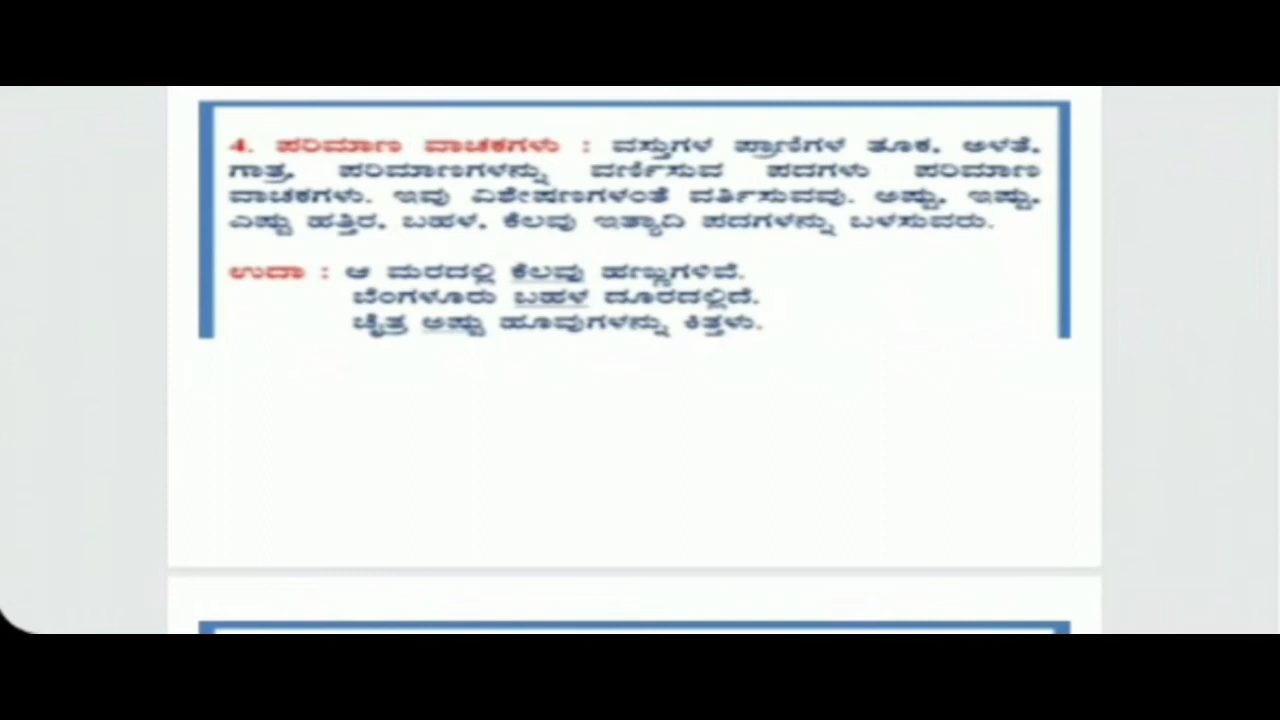 4. ಪರಿಮಾಣ ವಾಚಕಗಳು : ವಸ್ತುಗಳ ಪ್ರಾಣಿಗಳ ತೂಕ, ಅಳತೆ,
ಗಾತ್ರ, ಪರಿಮಾಣಗಳನ್ನು ವರ್ಣಿಸುವ ಪದಗಳು ಪರಿಮಾಣ
ವಾಚಕಗಳು. ಇವು ವಿಶೇಷಣಗಳಂತೆ ವರ್ತಿಸುವವು. ಅಷ್ಟು, ಇಷ್ಟು,
ಎಷ್ಟು ಹತ್ತಿರ, ಬಹಳ, ಕೆಲವು ಇತ್ಯಾದಿ ಪದಗಳನ್ನು ಬಳಸುವರು.
ಉದಾ : ಆ ಮರದಲ್ಲಿ ಕೆಲವು ಹಣ್ಣುಗಳಿವೆ.
ಬೆಂಗಳೂರು ಬಹಳ ದೂರದಲ್ಲಿದೆ.
ಚೈತ್ರ ಅಷ್ಟು ಹೂವುಗಳನ್ನು ಕಿತ್ತಳು.